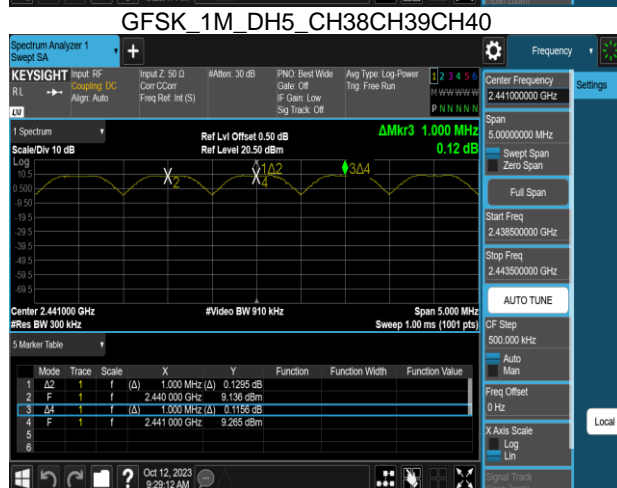 GFSK_1M_DH5_CH38CH39CH40
Spectrum Analyzer 1
Swept SA
Frequency
KEYSIGHT
RL
Input: RF
Coupling: DC
Align: Auto
Input Z: 50 Ω
Corr CCorr
Freq Ref: Int (S)
#Atten: 30 dB
PNO: Best Wide
Gate: Off
IF Gain: Low
Sig Track: Off
Avg Type: Log-Power
Trig: Free Run
1 2 3 4 5 6
M W W W W W
P N N N N N
LXI
1 Spectrum
Scale/Div 10 dB
Ref Lvl Offset 0.50 dB
Ref Level 20.50 dBm
ΔMkr3 1.000 MHz
0.12 dB
Log
10.5
0.500
-9.50
-19.5
-29.5
-39.5
-49.5
-59.5
-69.5
2
1Δ2
4
3Δ4
Center 2.441000 GHz
#Res BW 300 kHz
#Video BW 910 kHz
Span 5.000 MHz
Sweep 1.00 ms (1001 pts)
5 Marker Table
Mode Trace Scale X Y Function Function Width Function Value
1 Δ2 1 f (Δ) 1.000 MHz (Δ) 0.1295 dB
2 F 1 f 2.440 000 GHz 9.136 dBm
3 Δ4 1 f (Δ) 1.000 MHz (Δ) 0.1156 dB
4 F 1 f 2.441 000 GHz 9.265 dBm
5
6
Oct 12, 2023
9:29:12 AM
Center Frequency
2.441000000 GHz
Settings
Span
5.00000000 MHz
Swept Span
Zero Span
Full Span
Start Freq
2.438500000 GHz
Stop Freq
2.443500000 GHz
AUTO TUNE
CF Step
500.000 kHz
Auto
Man
Freq Offset
0 Hz
X Axis Scale
Log
Lin
Local
Signal Track